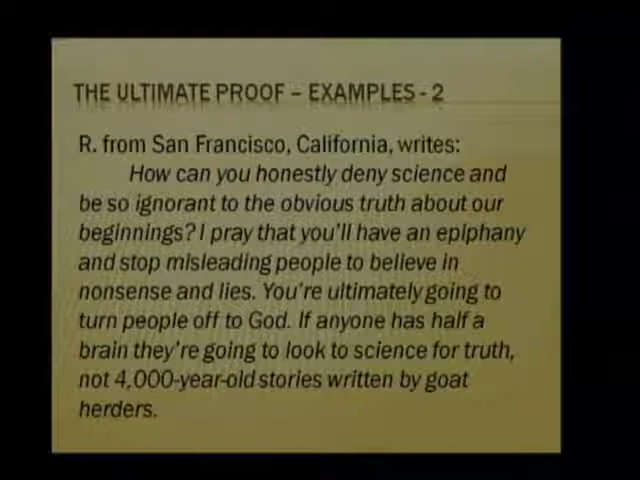 THE ULTIMATE PROOF – EXAMPLES - 2
R. from San Francisco, California, writes:
How can you honestly deny science and
be so ignorant to the obvious truth about our
beginnings? I pray that you'll have an epiphany
and stop misleading people to believe in
nonsense and lies. You're ultimately going to
turn people off to God. If anyone has half a
brain they're going to look to science for truth,
not 4,000-year-old stories written by goat
herders.